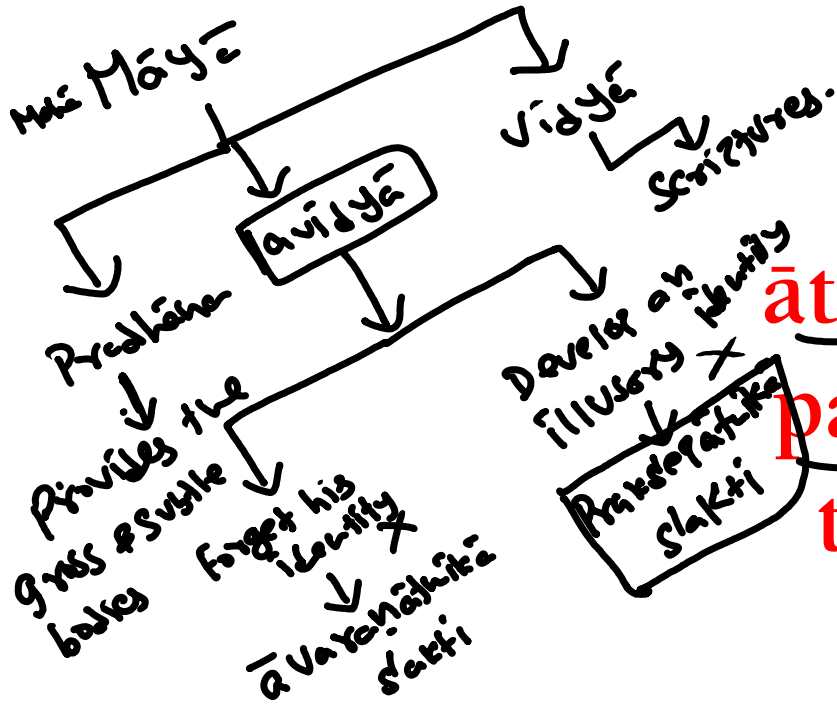 Mahā Māyā
vidyā
Scriptures.
avidyā
Pradhāna
Provides the
gross & subtle
bodies
Forget his
identity ×
āvaraṇātmikā
śakti
Develop an
illusory identity ×
Prakṣepātmikā
śakti
āt
pa
t